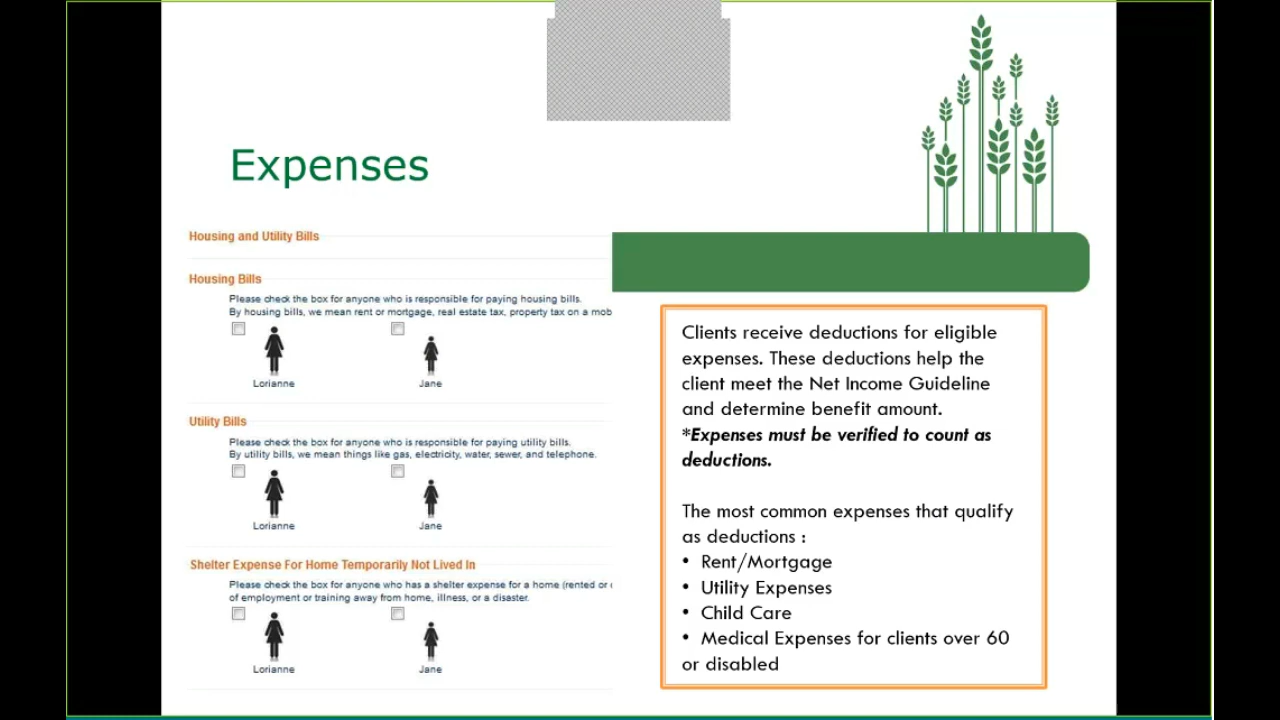 Expenses
Housing and Utility Bills
Housing Bills
Please check the box for anyone who is responsible for paying housing bills.
By housing bills, we mean rent or mortgage, real estate tax, property tax on a mob
Lorianne
Jane
Utility Bills
Please check the box for anyone who is responsible for paying utility bills.
By utility bills, we mean things like gas, electricity, water, sewer, and telephone.
Lorianne
Jane
Shelter Expense For Home Temporarily Not Lived In
Please check the box for anyone who has a shelter expense for a home (rented or
of employment or training away from home, illness, or a disaster.
Lorianne
Jane
Clients receive deductions for eligible
expenses. These deductions help the
client meet the Net Income Guideline
and determine benefit amount.
*Expenses must be verified to count as
deductions.
The most common expenses that qualify
as deductions :
• Rent/Mortgage
• Utility Expenses
• Child Care
• Medical Expenses for clients over 60
or disabled